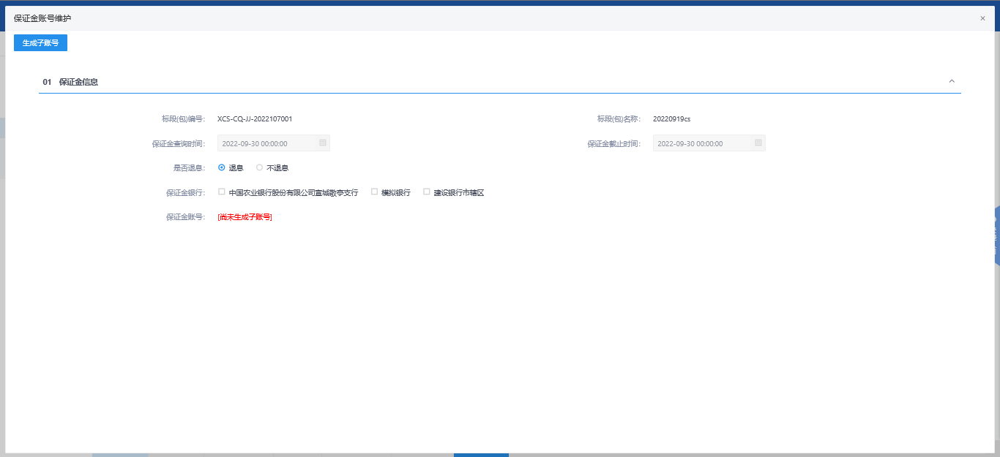 保证金账号维护
×
生成子账号
01 保证金信息
标段(包)编号: XCS-CQ-JJ-2022107001 标段(包)名称: 20220919cs
保证金查询时间: 2022-09-30 00:00:00 保证金截止时间: 2022-09-30 00:00:00
是否退息: 退息 不退息
保证金银行: 中国农业银行股份有限公司宣城敬亭支行 模拟银行 建设银行市辖区
保证金账号: [尚未生成子账号]